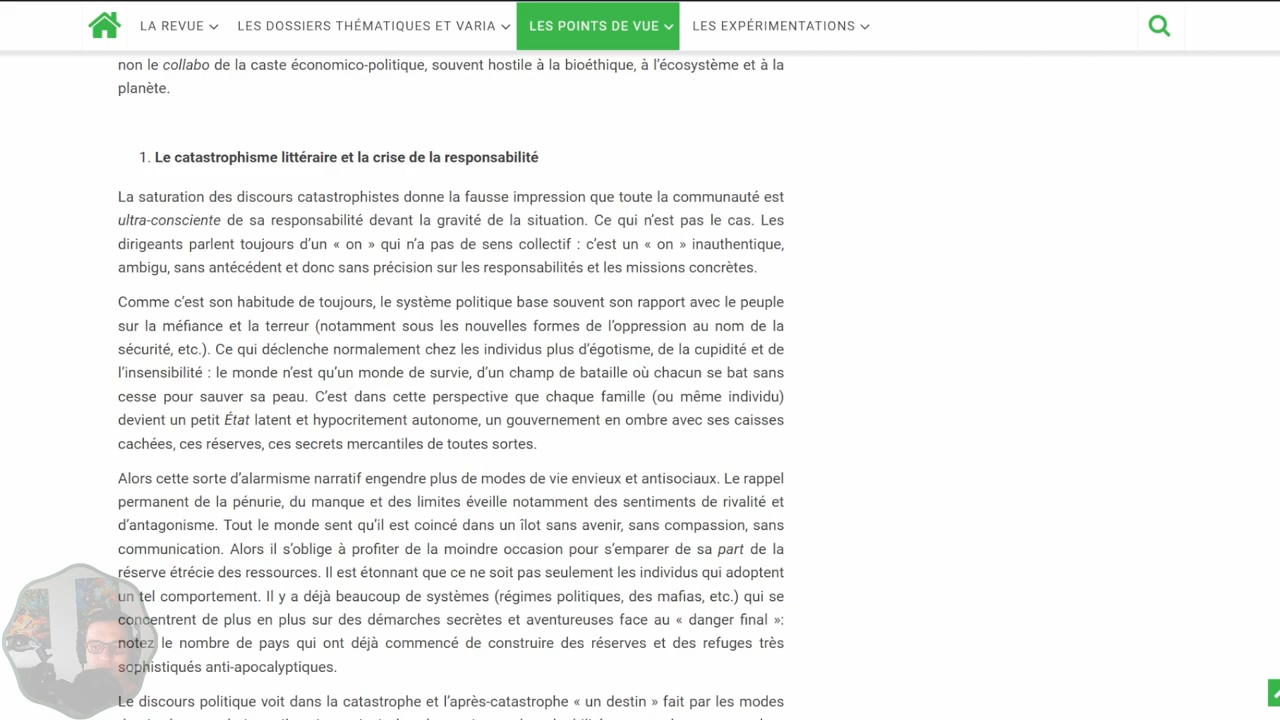 LA REVUE
LES DOSSIERS THÉMATIQUES ET VARIA
LES POINTS DE VUE
LES EXPÉRIMENTATIONS
non le collabo de la caste économico-politique, souvent hostile à la bioéthique, à l’écosystème et à la
planète.
1. Le catastrophisme littéraire et la crise de la responsabilité
La saturation des discours catastrophistes donne la fausse impression que toute la communauté est
ultra-consciente de sa responsabilité devant la gravité de la situation. Ce qui n’est pas le cas. Les
dirigeants parlent toujours d’un « on » qui n’a pas de sens collectif : c’est un « on » inauthentique,
ambigu, sans antécédent et donc sans précision sur les responsabilités et les missions concrètes.
Comme c’est son habitude de toujours, le système politique base souvent son rapport avec le peuple
sur la méfiance et la terreur (notamment sous les nouvelles formes de l’oppression au nom de la
sécurité, etc.). Ce qui déclenche normalement chez les individus plus d’égotisme, de la cupidité et de
l’insensibilité : le monde n’est qu’un monde de survie, d’un champ de bataille où chacun se bat sans
cesse pour sauver sa peau. C’est dans cette perspective que chaque famille (ou même individu)
devient un petit État latent et hypocritement autonome, un gouvernement en ombre avec ses caisses
cachées, ces réserves, ces secrets mercantiles de toutes sortes.
Alors cette sorte d’alarmisme narratif engendre plus de modes de vie envieux et antisociaux. Le rappel
permanent de la pénurie, du manque et des limites éveille notamment des sentiments de rivalité et
d’antagonisme. Tout le monde sent qu’il est coincé dans un îlot sans avenir, sans compassion, sans
communication. Alors il s’oblige à profiter de la moindre occasion pour s’emparer de sa part de la
réserve étrécie des ressources. Il est étonnant que ce ne soit pas seulement les individus qui adoptent
un tel comportement. Il y a déjà beaucoup de systèmes (régimes politiques, des mafias, etc.) qui se
concentrent de plus en plus sur des démarches secrètes et aventureuses face au « danger final »:
notez le nombre de pays qui ont déjà commencé de construire des réserves et des refuges très
sophistiqués anti-apocalyptiques.
Le discours politique voit dans la catastrophe et l’après-catastrophe « un destin » fait par les modes